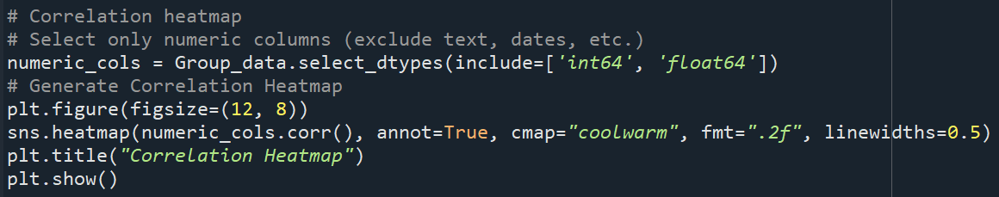 # Correlation heatmap
# Select only numeric columns (exclude text, dates, etc.)
numeric_cols = Group_data.select_dtypes(include=['int64', 'float64'])
# Generate Correlation Heatmap
plt.figure(figsize=(12, 8))
sns.heatmap(numeric_cols.corr(), annot=True, cmap="coolwarm", fmt=".2f", linewidths=0.5)
plt.title("Correlation Heatmap")
plt.show()